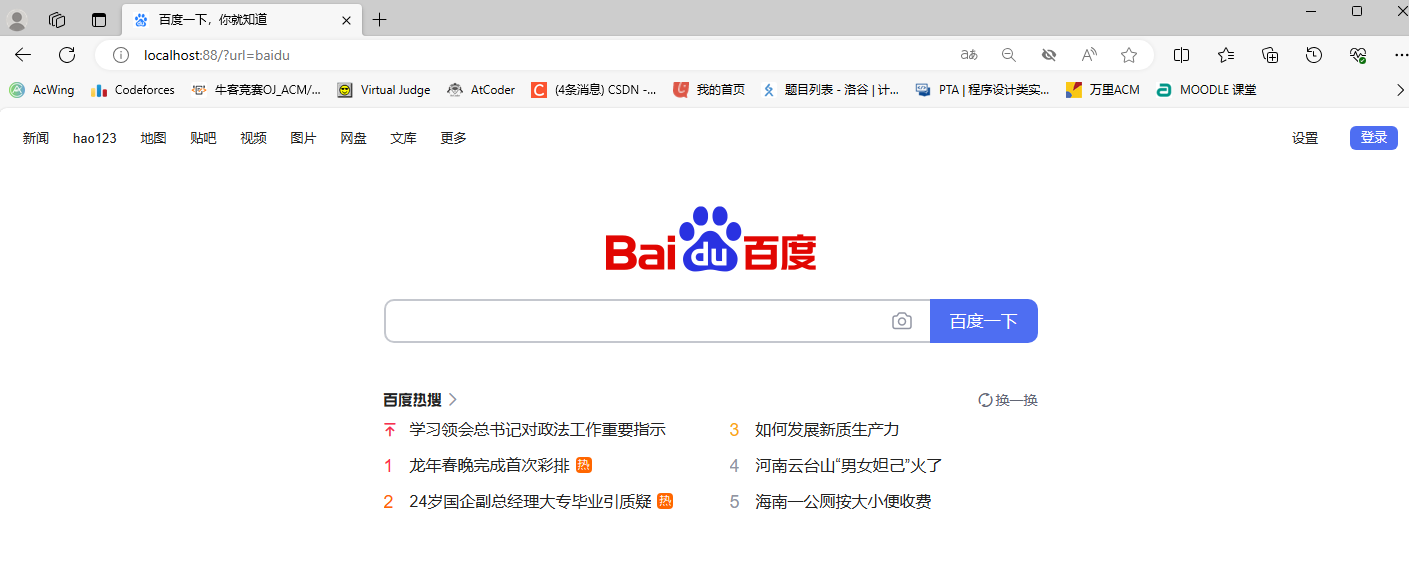 百度一下，你就知道
localhost:88/?url=baidu
AcWing Codeforces 牛客竞赛OJ_ACM/... Virtual Judge AtCoder (4条消息) CSDN -... 我的首页 题目列表 - 洛谷 | 计... PTA | 程序设计类实... 万里ACM MOODLE 课堂
新闻 hao123 地图 贴吧 视频 图片 网盘 文库 更多 设置 登录
Bai du 百度
百度一下
百度热搜 换一换
学习领会总书记对政法工作重要指示
1 龙年春晚完成首次彩排 热
2 24岁国企副总经理大专毕业引质疑 热
3 如何发展新质生产力
4 河南云台山“男女妲己”火了
5 海南一公厕按大小便收费